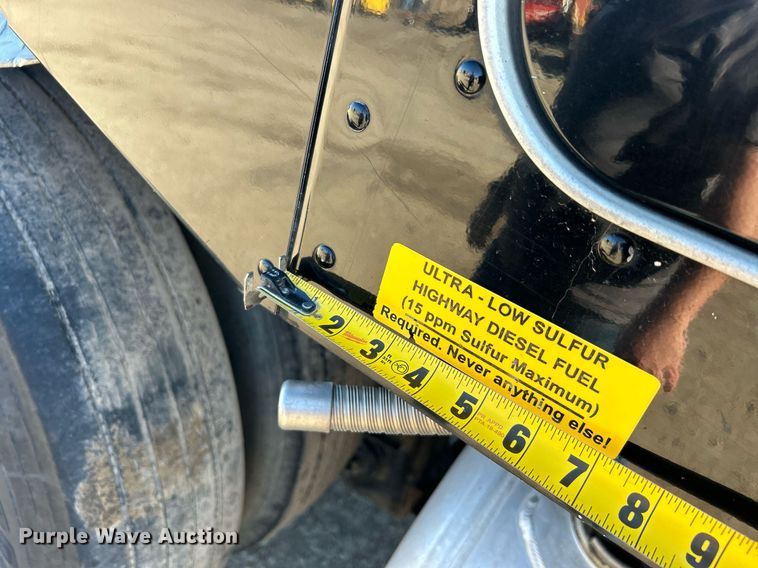 ULTRA - LOW SULFUR
HIGHWAY DIESEL FUEL
(15 ppm Sulfur Maximum)
Required. Never anything else!
2 3 4 5 6 7 8 9
Purple Wave Auction